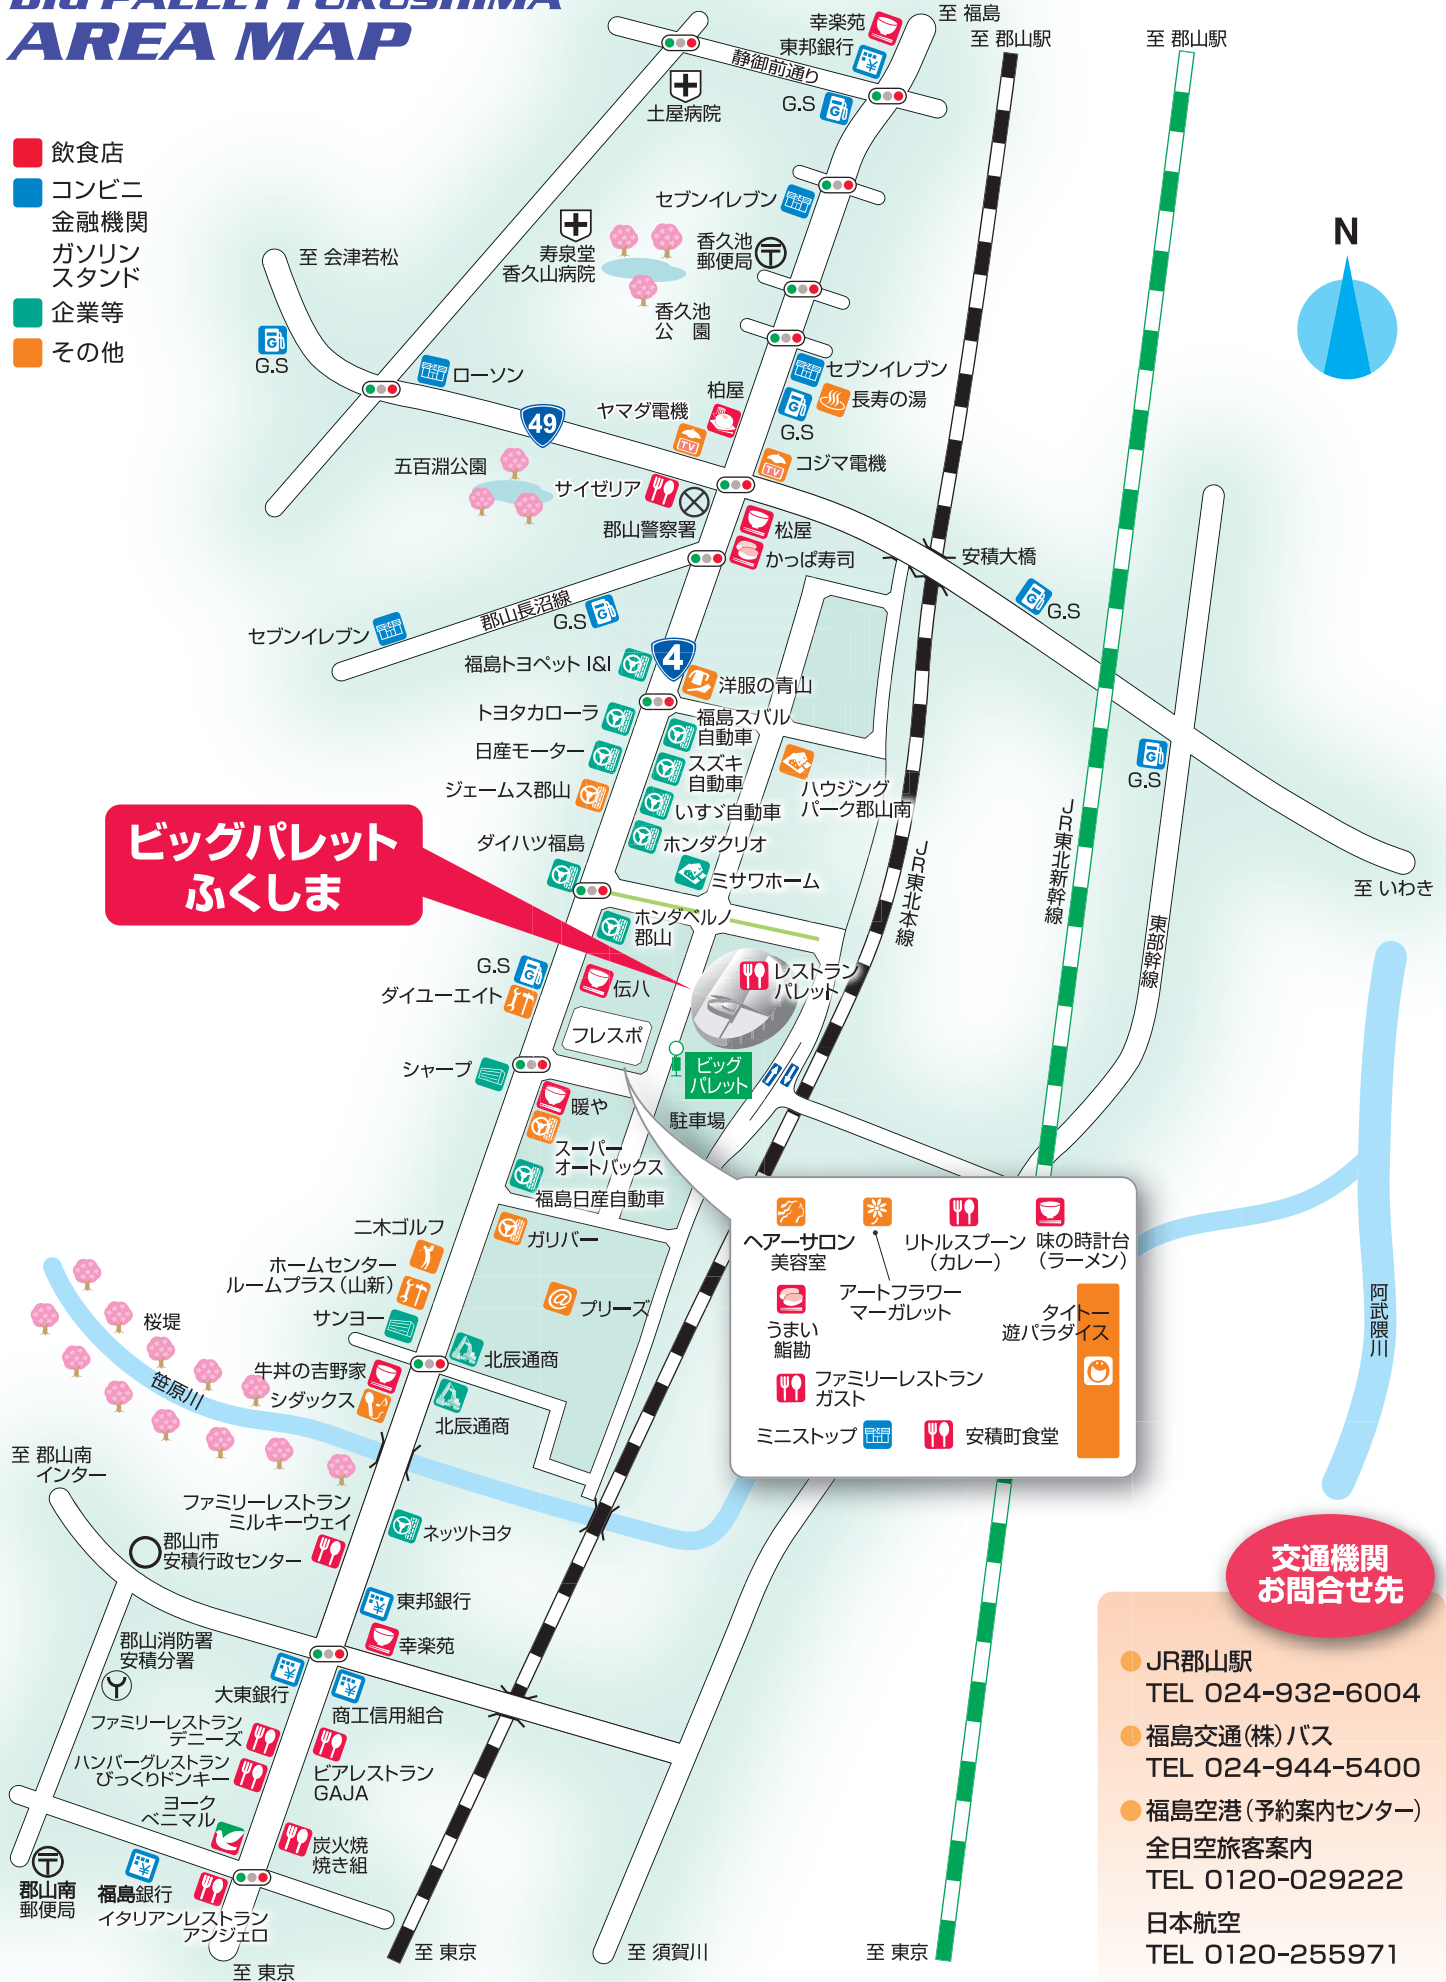 BIG PALLET FUKUSHIMA
AREA MAP
飲食店
コンビニ
金融機関
ガソリン
スタンド
企業等
その他
至 福島
至 郡山駅
至 郡山駅
幸楽苑
東邦銀行
静御前通り
G.S
土屋病院
N
セブンイレブン
寿泉堂
香久山病院
香久池
郵便局
香久池
公園
至 会津若松
G.S
ローソン
49
セブンイレブン
長寿の湯
G.S
柏屋
ヤマダ電機
コジマ電機
五百淵公園
サイゼリア
郡山警察署
松屋
かっぱ寿司
安積大橋
G.S
郡山長沼線
G.S
セブンイレブン
福島トヨペット I&I
4
洋服の青山
トヨタカローラ
福島スバル
自動車
日産モーター
スズキ
自動車
ジェームス郡山
いすゞ自動車
ハウジング
パーク郡山南
G.S
ダイハツ福島
ホンダクリオ
ミサワホーム
JR東北本線
JR東北新幹線
東部幹線
至 いわき
ビッグパレット
ふくしま
ホンダベルノ
郡山
G.S
ダイユーエイト
伝八
レストラン
パレット
フレスポ
シャープ
ビッグ
パレット
駐車場
暖や
スーパー
オートバックス
福島日産自動車
二木ゴルフ
ガリバー
ホームセンター
ルームプラス(山新)
サンヨー
@
プリーズ
ヘアーサロン
美容室
アートフラワー
マーガレット
リトルスプーン
(カレー)
味の時計台
(ラーメン)
うまい
鮨勘
タイトー
遊パラダイス
ファミリーレストラン
ガスト
ミニストップ
安積町食堂
阿武隈川
桜堤
笹原川
牛丼の吉野家
シダックス
北辰通商
北辰通商
至 郡山南
インター
ファミリーレストラン
ミルキーウェイ
郡山市
安積行政センター
ネッツトヨタ
東邦銀行
幸楽苑
郡山消防署
安積分署
大東銀行
商工信用組合
ファミリーレストラン
デニーズ
ハンバーグレストラン
びっくりドンキー
ビアレストラン
GAJA
ヨーク
ベニマル
炭火焼
焼き組
郡山南
郵便局
福島銀行
イタリアンレストラン
アンジェロ
至 東京
至 東京
至 須賀川
至 東京
交通機関
お問合せ先
JR郡山駅
TEL 024-932-6004
福島交通(株)バス
TEL 024-944-5400
福島空港(予約案内センター)
全日空旅客案内
TEL 0120-029222
日本航空
TEL 0120-255971